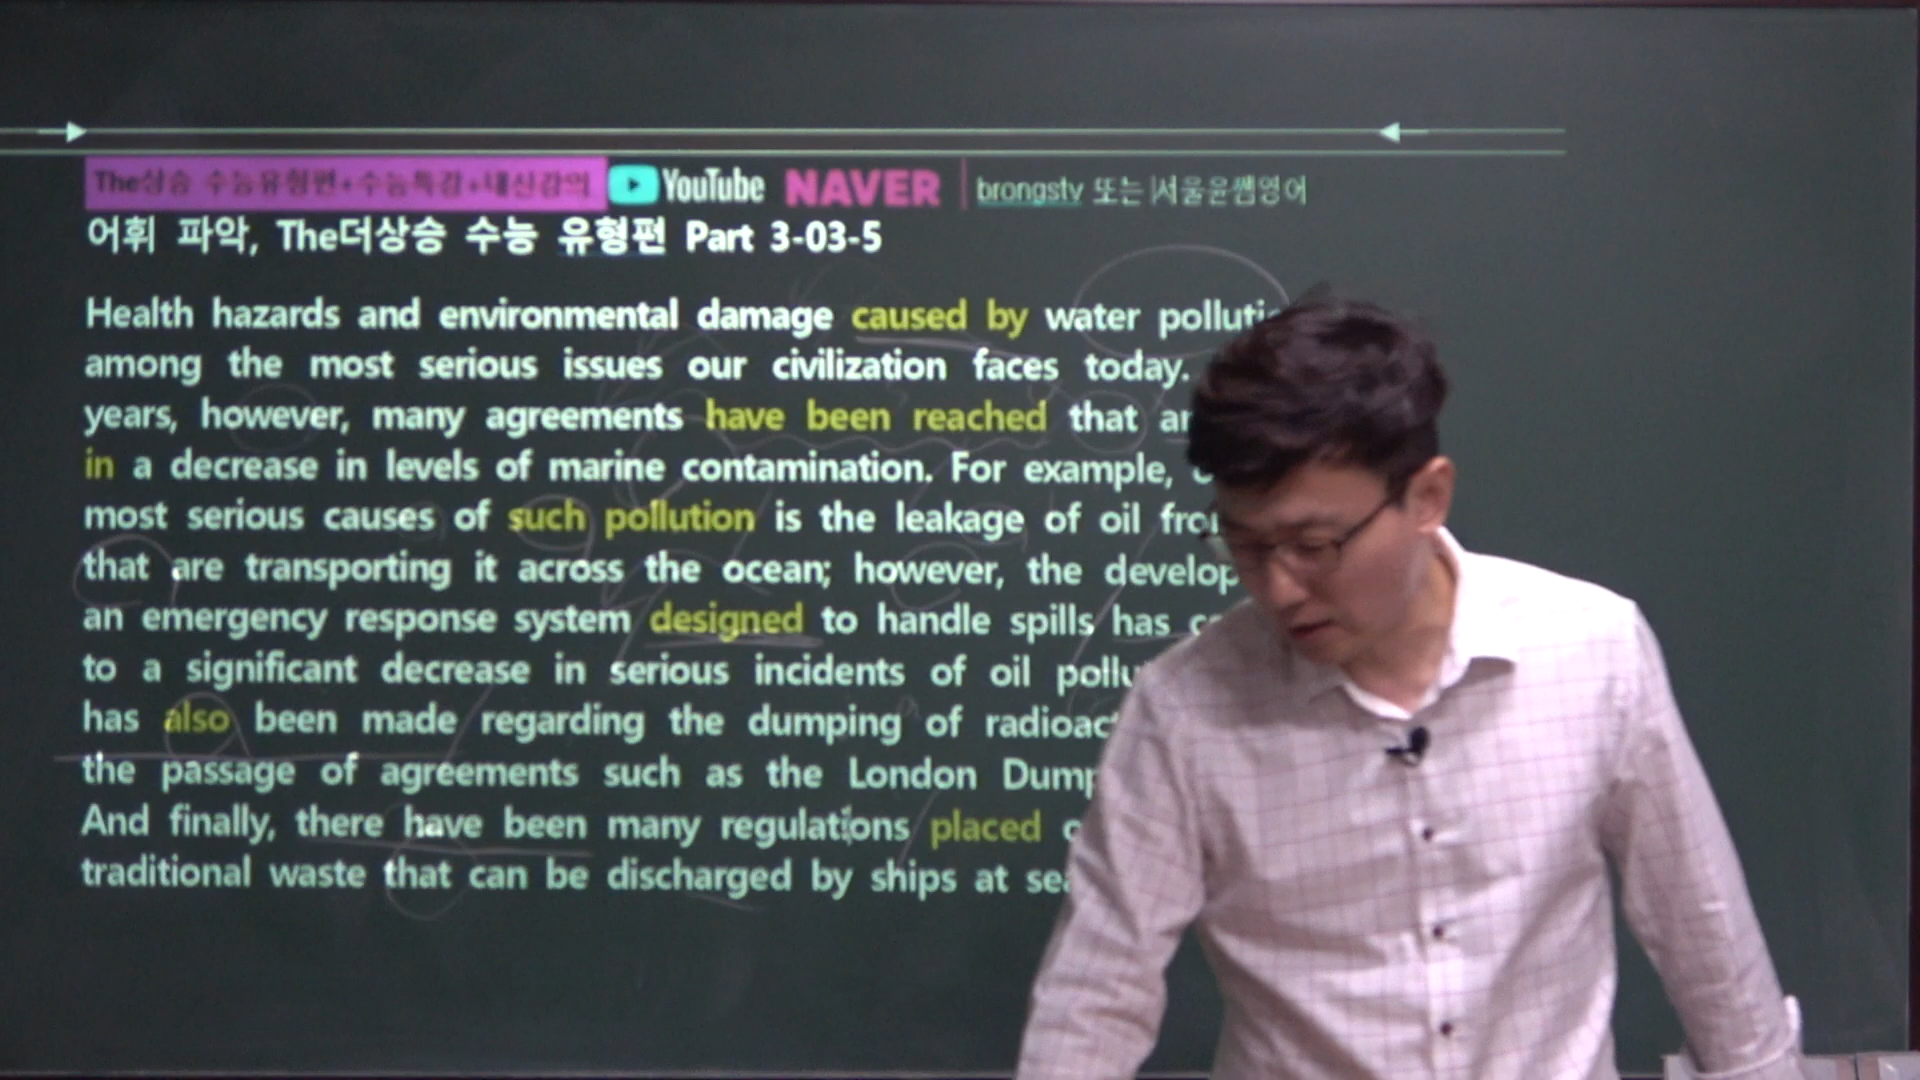 The상승 수능유형편+수능특강+내신강의 YouTube NAVER brongstv 또는 서울윤쌤영어
어휘 파악, The더상승 수능 유형편 Part 3-03-5
Health hazards and environmental damage caused by water
among the most serious issues our civilization faces today.
years, however, many agreements have been reached that
in a decrease in levels of marine contamination. For example,
most serious causes of such pollution is the leakage of oil
that are transporting it across the ocean; however, the
an emergency response system designed to handle spills has
to a significant decrease in serious incidents of oil
has also been made regarding the dumping of
the passage of agreements such as the London
And finally, there have been many regulations placed
traditional waste that can be discharged by ships at